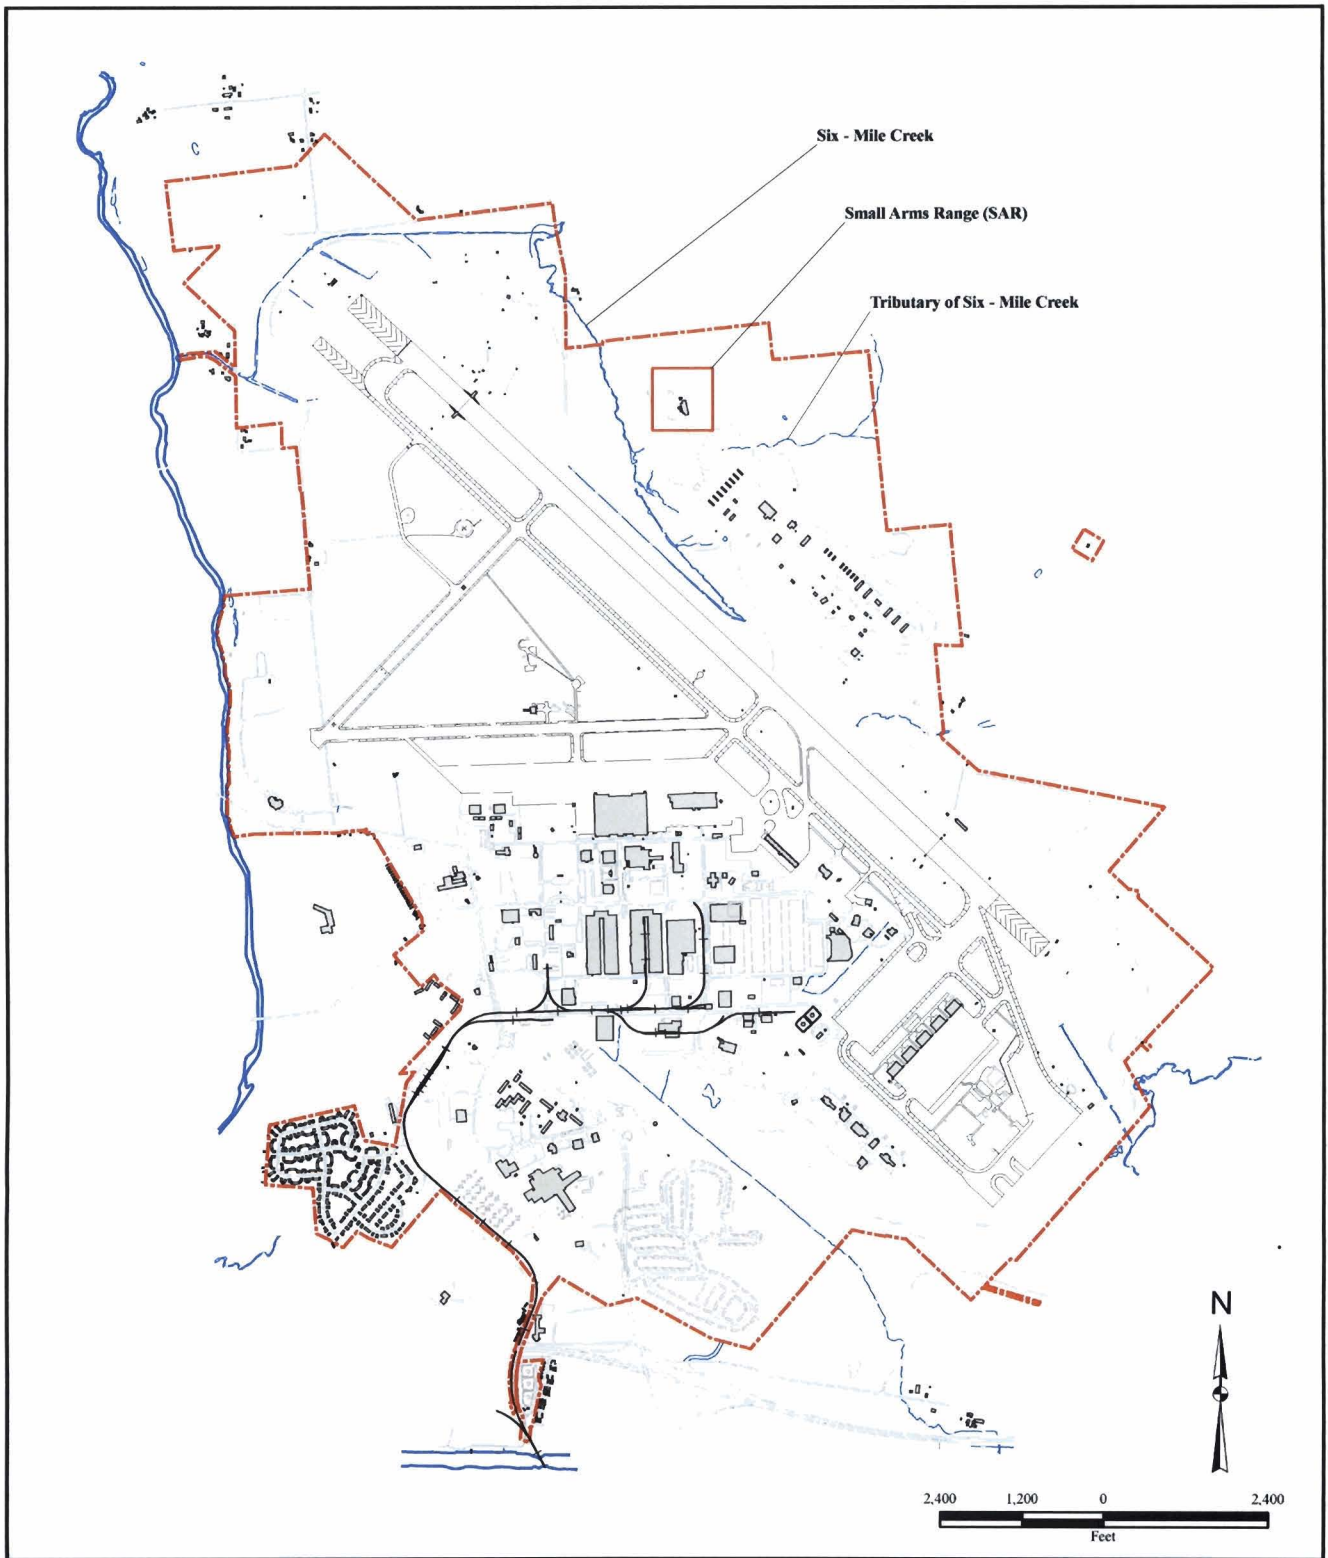 Six - Mile Creek
Small Arms Range (SAR)
Tributary of Six - Mile Creek
N
2,400 1,200 0 2,400
Feet